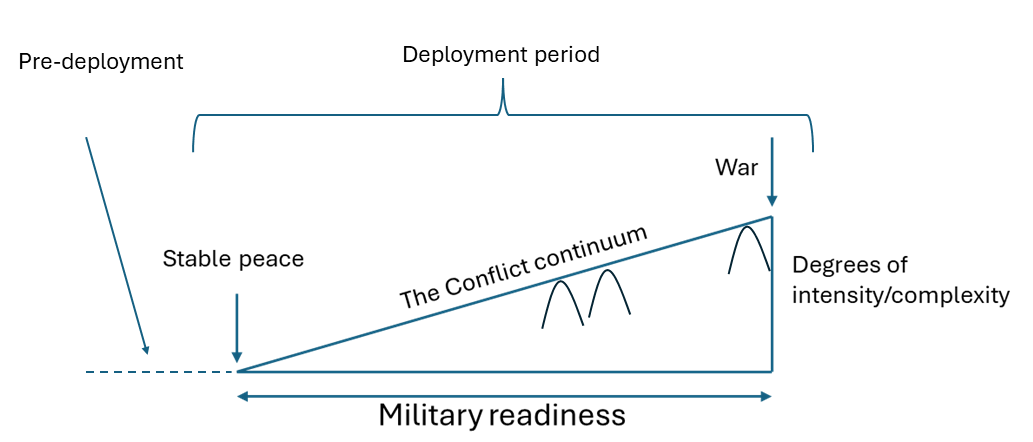 Deployment period
Pre-deployment
War
Stable peace
The Conflict continuum
Degrees of
intensity/complexity
Military readiness